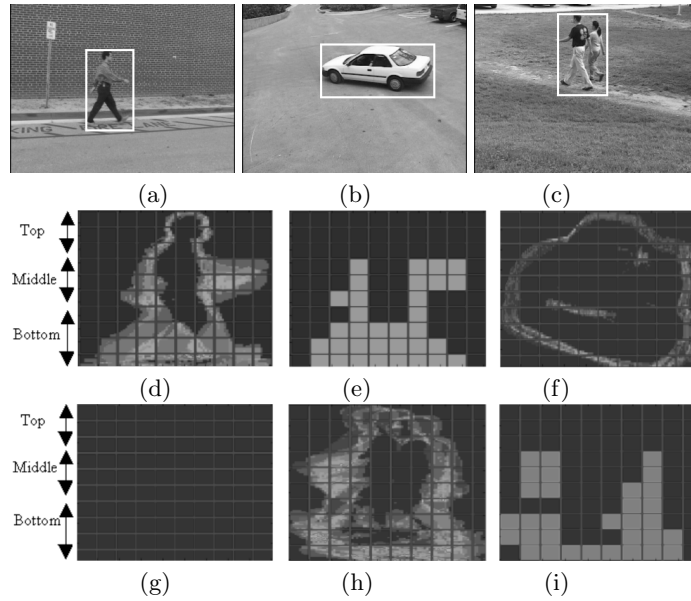 (a) (b) (c)
Top
Middle
Bottom
(d) (e) (f)
Top
Middle
Bottom
(g) (h) (i)